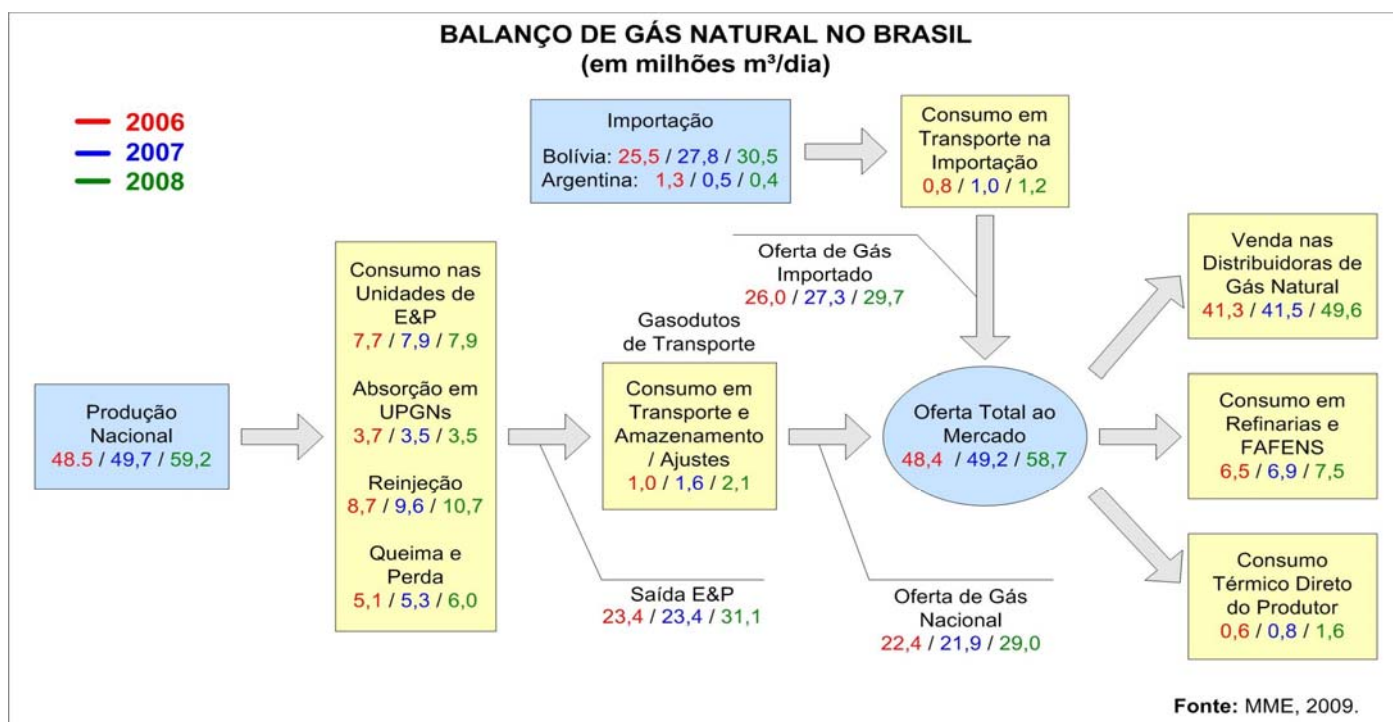 BALANÇO DE GÁS NATURAL NO BRASIL
(em milhões m³/dia)
2006
2007
2008
Importação
Bolívia: 25,5 / 27,8 / 30,5
Argentina: 1,3 / 0,5 / 0,4
Consumo em
Transporte na
Importação
0,8 / 1,0 / 1,2
Oferta de Gás
Importado
26,0 / 27,3 / 29,7
Venda nas
Distribuidoras de
Gás Natural
41,3 / 41,5 / 49,6
Produção
Nacional
48.5 / 49,7 / 59,2
Consumo nas
Unidades de
E&P
7,7 / 7,9 / 7,9
Absorção em
UPGNs
3,7 / 3,5 / 3,5
Reinjeção
8,7 / 9,6 / 10,7
Queima e
Perda
5,1 / 5,3 / 6,0
Saída E&P
23,4 / 23,4 / 31,1
Gasodutos
de Transporte
Consumo em
Transporte e
Amazenamento
/ Ajustes
1,0 / 1,6 / 2,1
Oferta de Gás
Nacional
22,4 / 21,9 / 29,0
Oferta Total ao
Mercado
48,4 / 49,2 / 58,7
Consumo em
Refinarias e
FAFENS
6,5 / 6,9 / 7,5
Consumo
Térmico Direto
do Produtor
0,6 / 0,8 / 1,6
Fonte: MME, 2009.